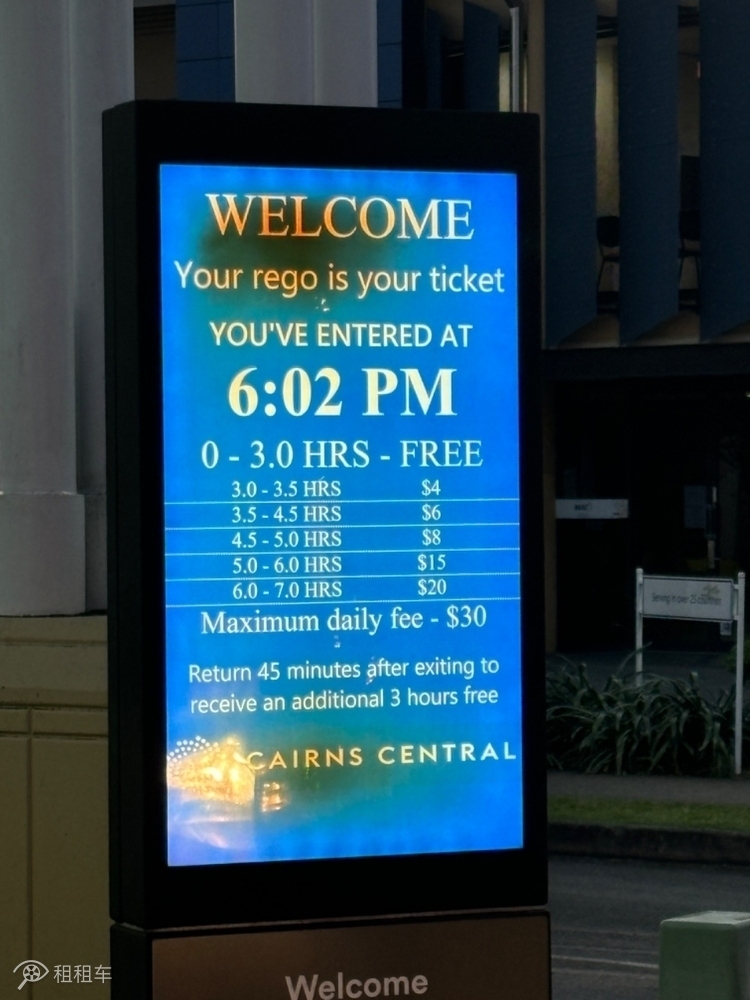 WELCOME
Your rego is your ticket
YOU'VE ENTERED AT
6:02 PM
0 - 3.0 HRS - FREE
3.0 - 3.5 HRS $4
3.5 - 4.5 HRS $6
4.5 - 5.0 HRS $8
5.0 - 6.0 HRS $15
6.0 - 7.0 HRS $20
Maximum daily fee - $30
Return 45 minutes after exiting to
receive an additional 3 hours free
CAIRNS CENTRAL
Welcome
租租车